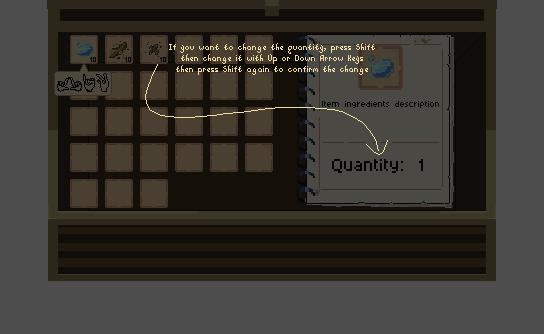 If you want to change the quantity, press Shift
then change it with Up or Down Arrow Keys
then press Shift again to confirm the change
10 10 10
Item ingredients description
Quantity: 1